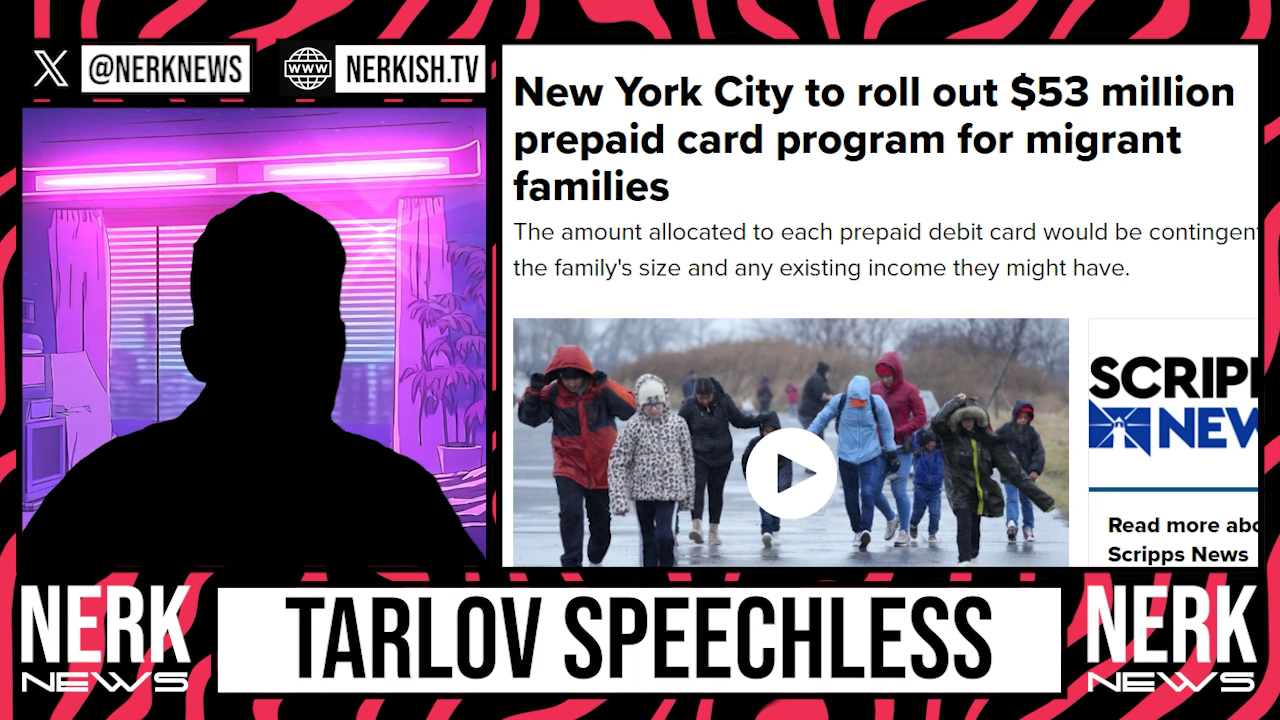 @NERKNEWS
WWW
NERKISH.TV
New York City to roll out $53 million
prepaid card program for migrant
families
The amount allocated to each prepaid debit card would be contingent
the family's size and any existing income they might have.
SCRIPP
NEW
Read more abo
Scripps News
NERK
NEWS
TARLOV SPEECHLESS
NERK
NEWS